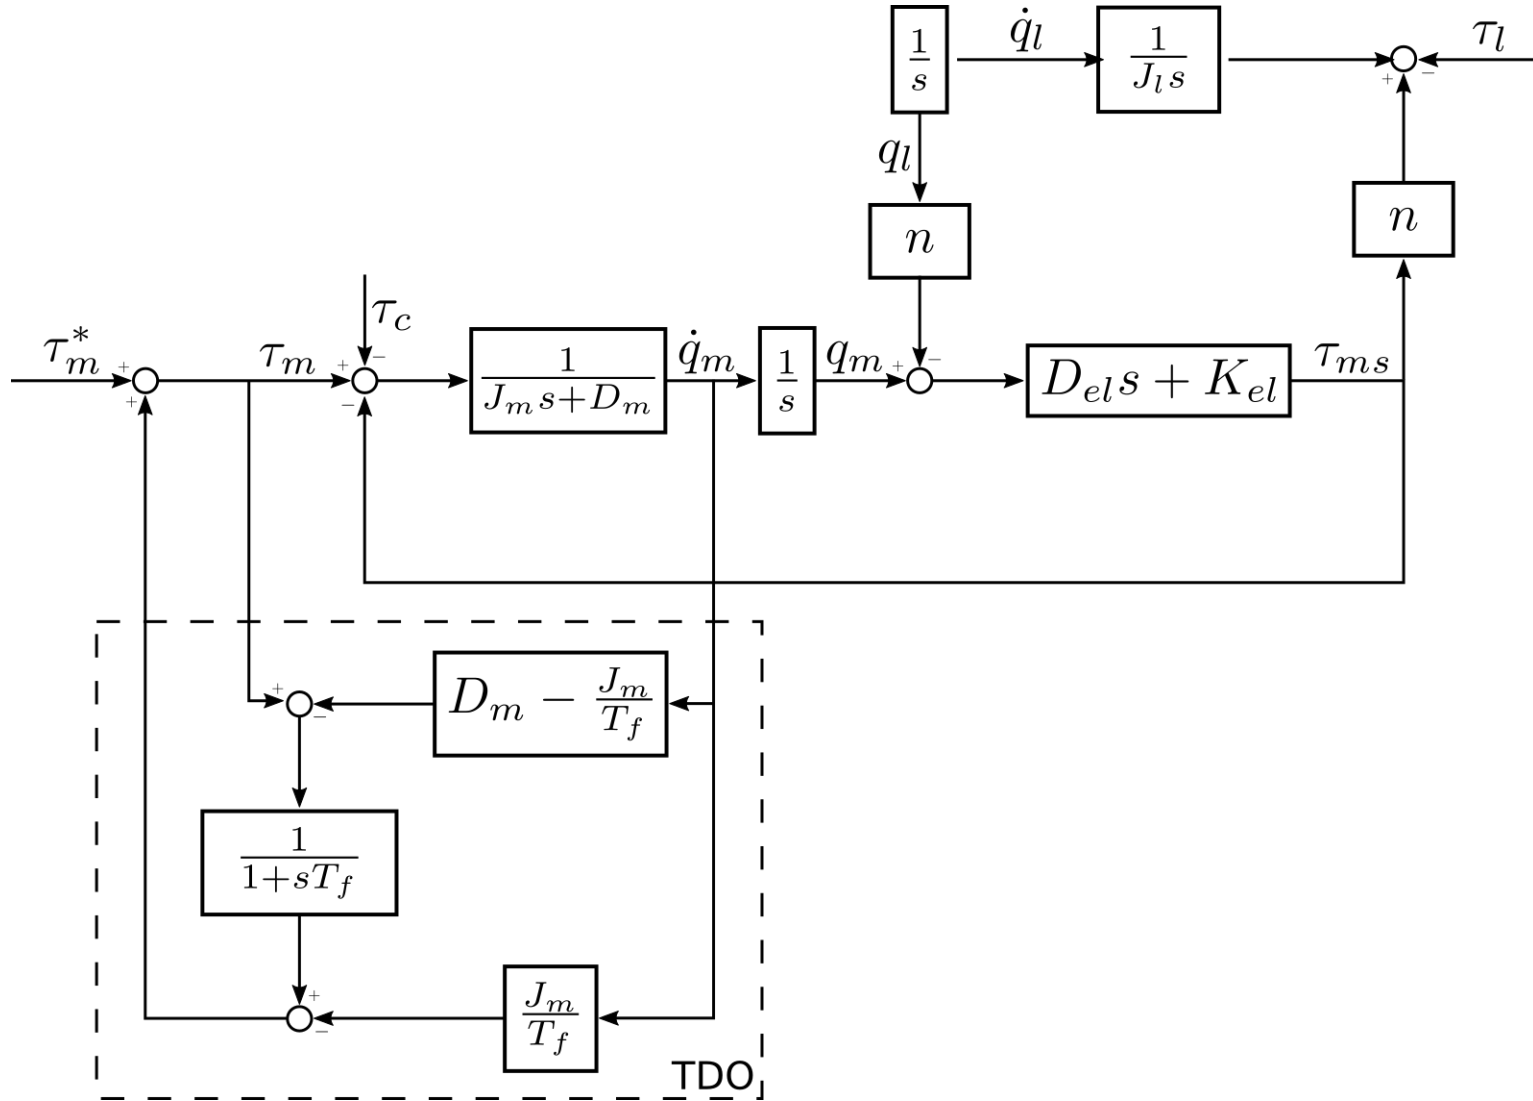 1/s
q̇_l
1/(J_l s)
τ_l
+ −
q_l
n
n
τ_c
τ*_m
+
+
τ_m
+ −
−
1/(J_m s+D_m)
q̇_m
1/s
q_m
+ −
D_el s + K_el
τ_ms
+
−
D_m − J_m/T_f
1/(1+sT_f)
+
−
J_m/T_f
TDO